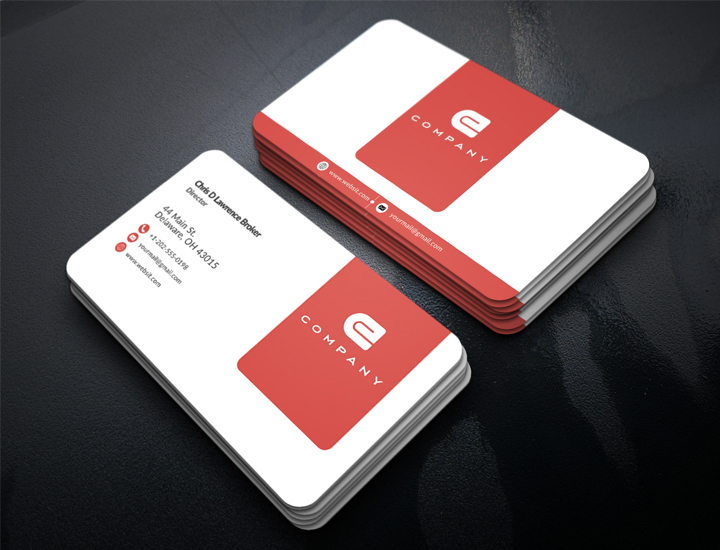 Chris D Lawrence Broker
Director
44 Main St.
Delaware, OH 43015
+1-202-555-0198
yourmail@gmail.com
www.websit.com
COMPANY
COMPANY
www.websit.com
yourmail@gmail.com